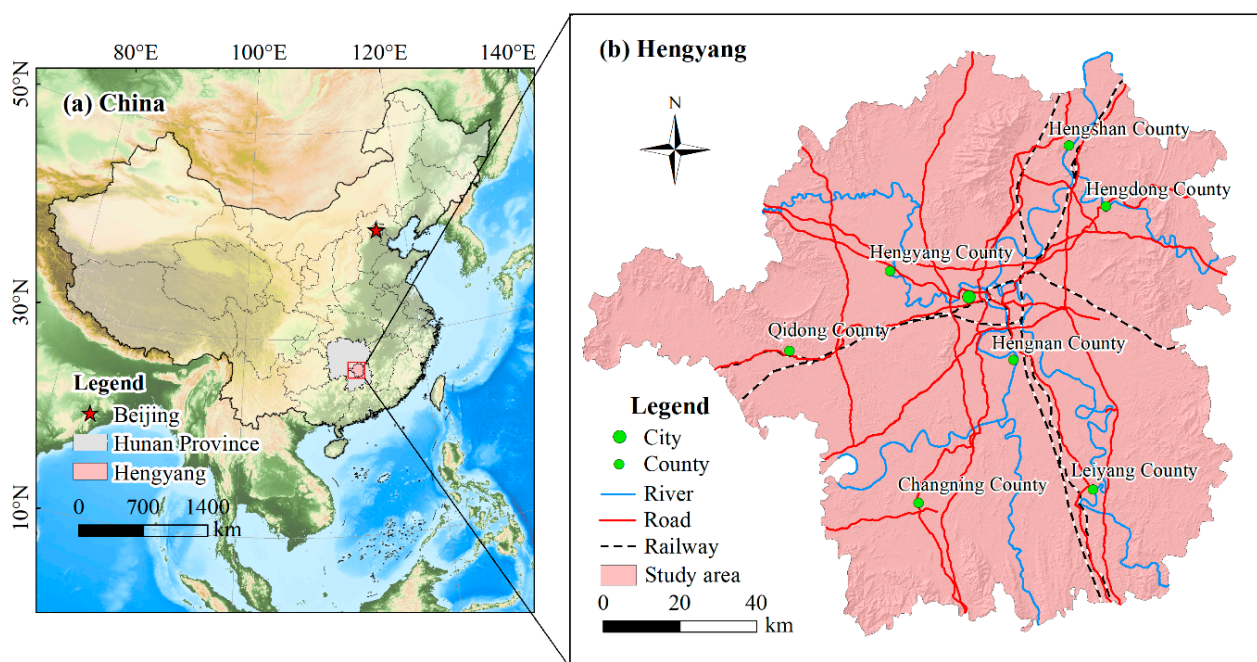 80°E
100°E
120°E
140°E
50°N
30°N
10°N
(a) China
Legend
Beijing
Hunan Province
Hengyang
0 700 1400
km
(b) Hengyang
N
Hengshan County
Hengdong County
Hengyang County
Qidong County
Hengnan County
Leiyang County
Changning County
Legend
City
County
River
Road
Railway
Study area
0 20 40
km